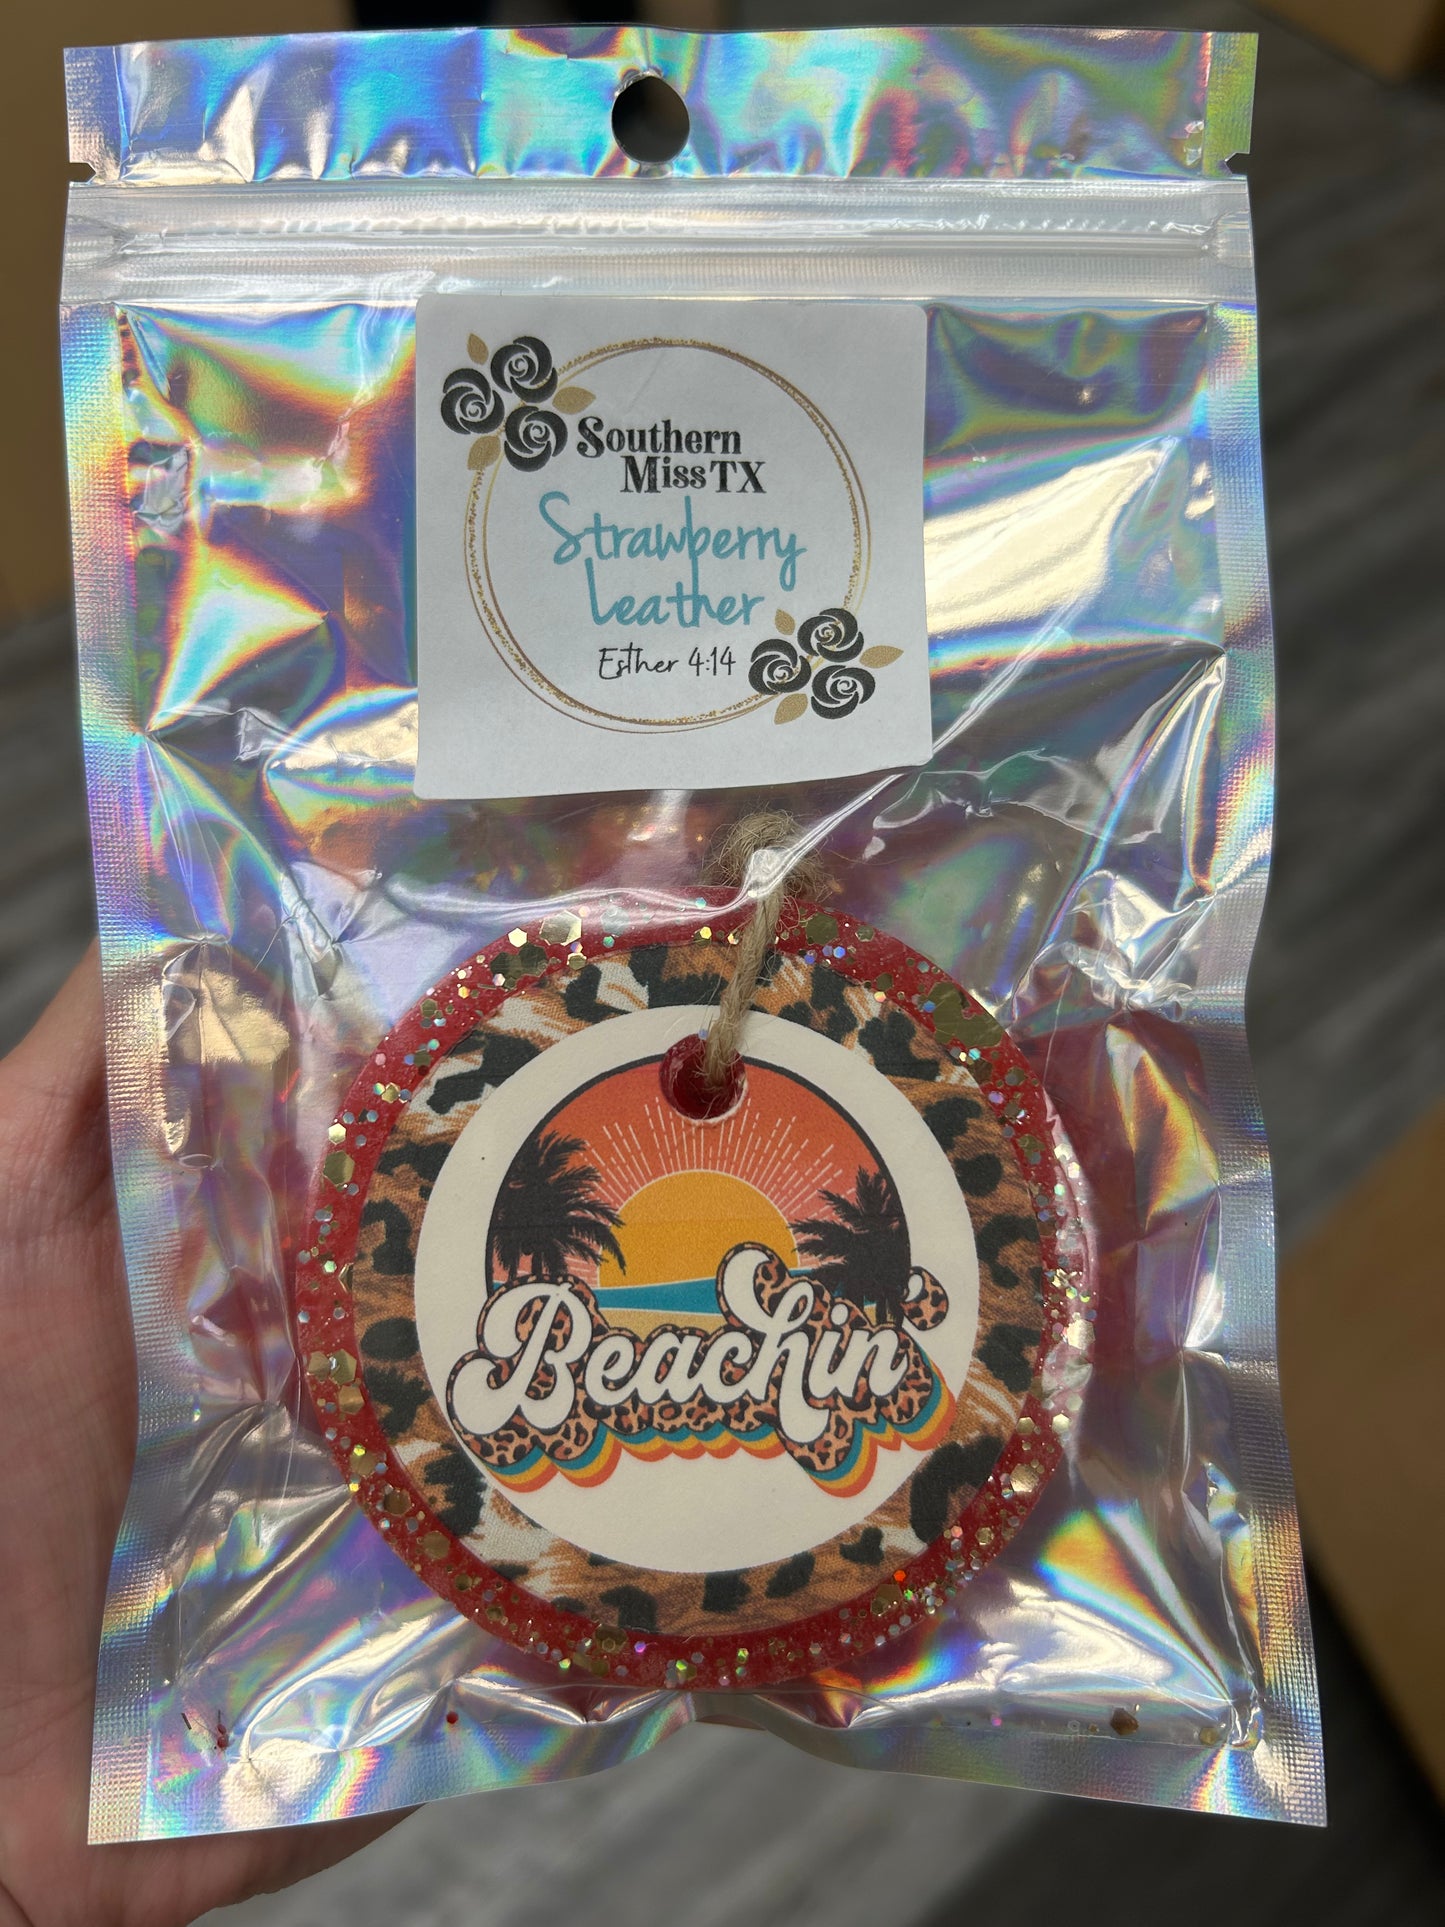 Southern
Miss TX
Strawberry
Leather
Esther 4:14
Beachin'